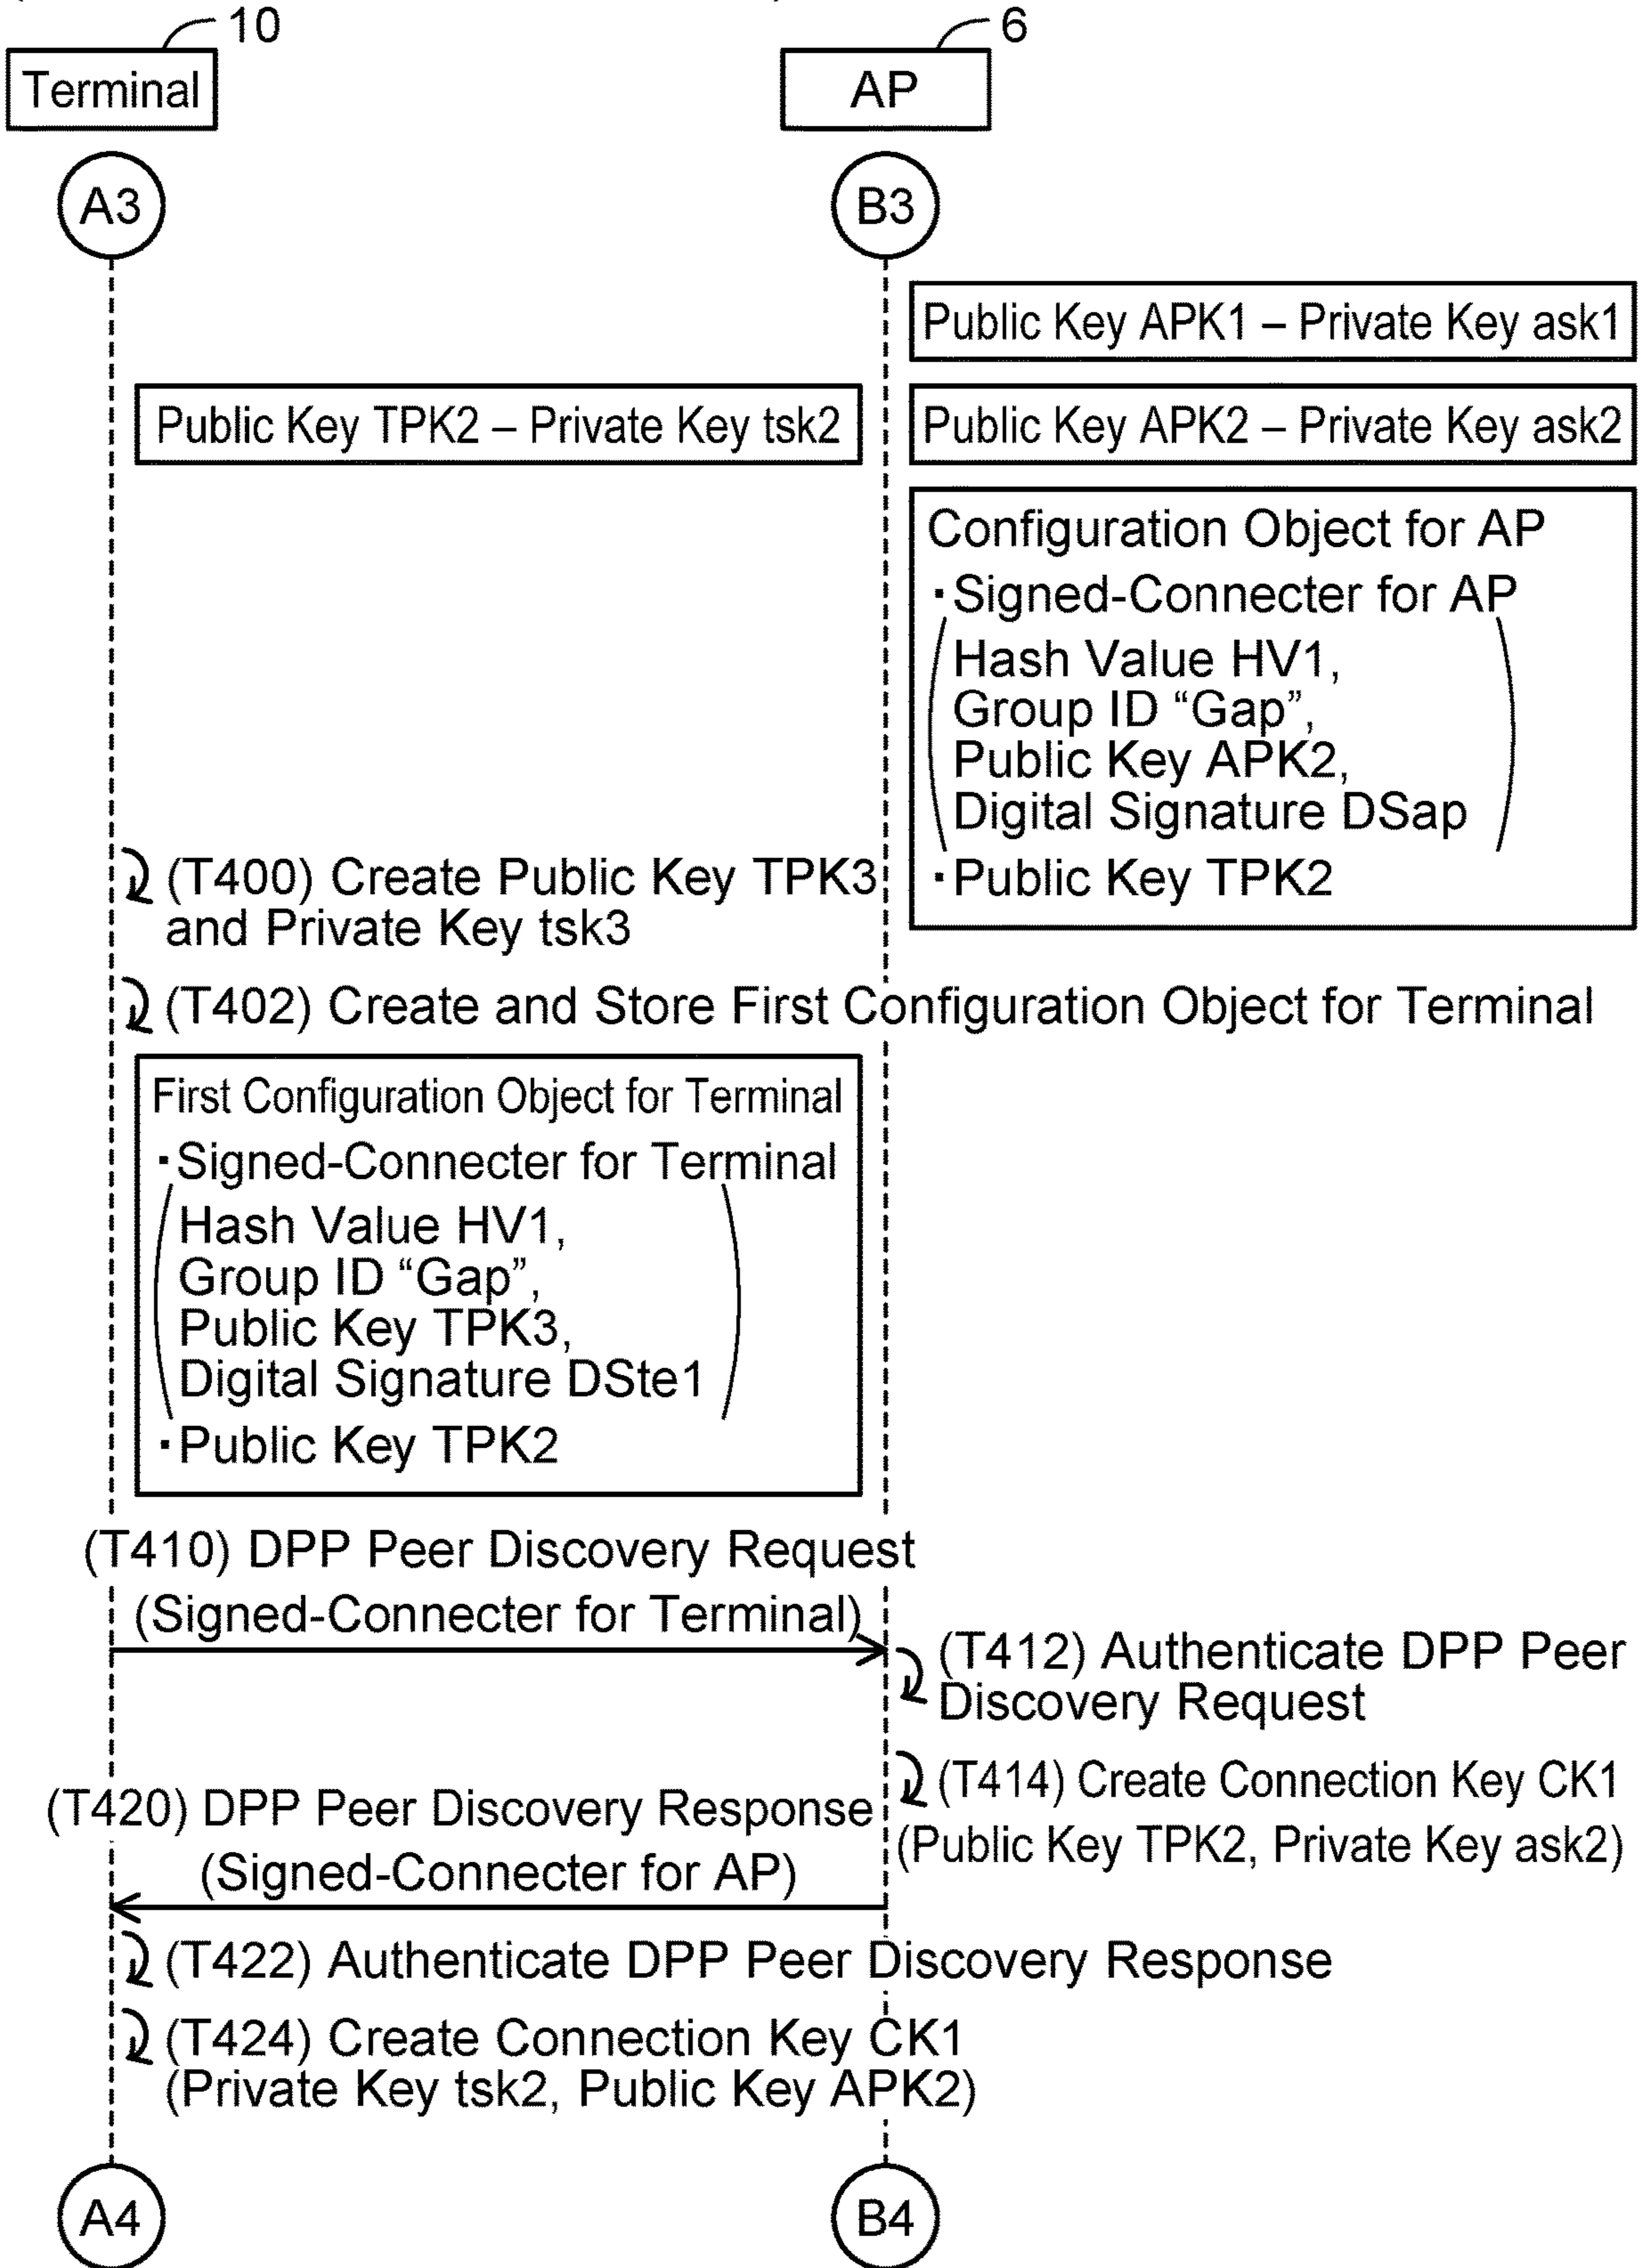 10
6
Terminal
AP
A3
B3
Public Key APK1 – Private Key ask1
Public Key TPK2 – Private Key tsk2
Public Key APK2 – Private Key ask2
Configuration Object for AP
・Signed-Connecter for AP
Hash Value HV1,
Group ID “Gap”,
Public Key APK2,
Digital Signature DSap
・Public Key TPK2
(T400) Create Public Key TPK3
and Private Key tsk3
(T402) Create and Store First Configuration Object for Terminal
First Configuration Object for Terminal
・Signed-Connecter for Terminal
Hash Value HV1,
Group ID “Gap”,
Public Key TPK3,
Digital Signature DSte1
・Public Key TPK2
(T410) DPP Peer Discovery Request
(Signed-Connecter for Terminal)
(T412) Authenticate DPP Peer
Discovery Request
(T414) Create Connection Key CK1
(Public Key TPK2, Private Key ask2)
(T420) DPP Peer Discovery Response
(Signed-Connecter for AP)
(T422) Authenticate DPP Peer Discovery Response
(T424) Create Connection Key CK1
(Private Key tsk2, Public Key APK2)
A4
B4